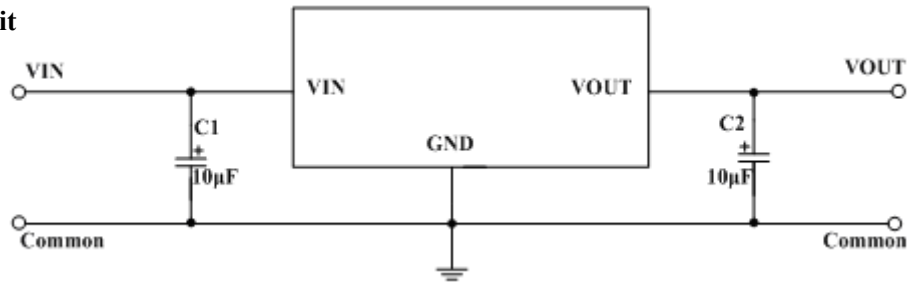 it
VIN
VOUT
VIN
VOUT
C1
+
10μF
GND
C2
+
10μF
Common
Common